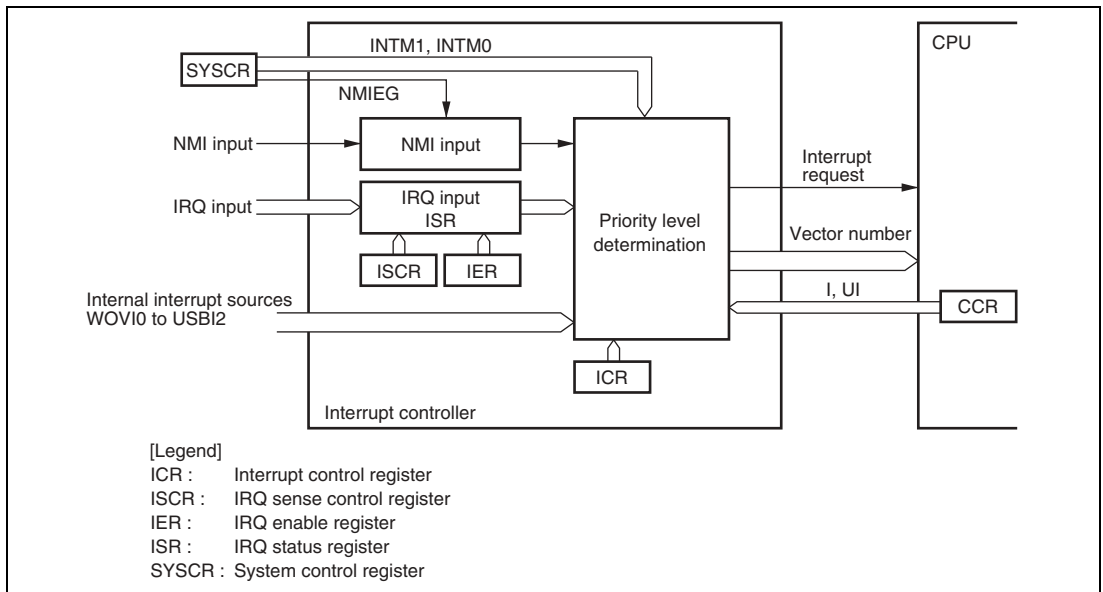 INTM1, INTM0
CPU
SYSCR
NMIEG
NMI input
NMI input
IRQ input
IRQ input
ISR
ISCR
IER
Priority level
determination
Interrupt
request
Vector number
I, UI
CCR
Internal interrupt sources
WOVI0 to USBI2
ICR
Interrupt controller
[Legend]
ICR : Interrupt control register
ISCR : IRQ sense control register
IER : IRQ enable register
ISR : IRQ status register
SYSCR : System control register